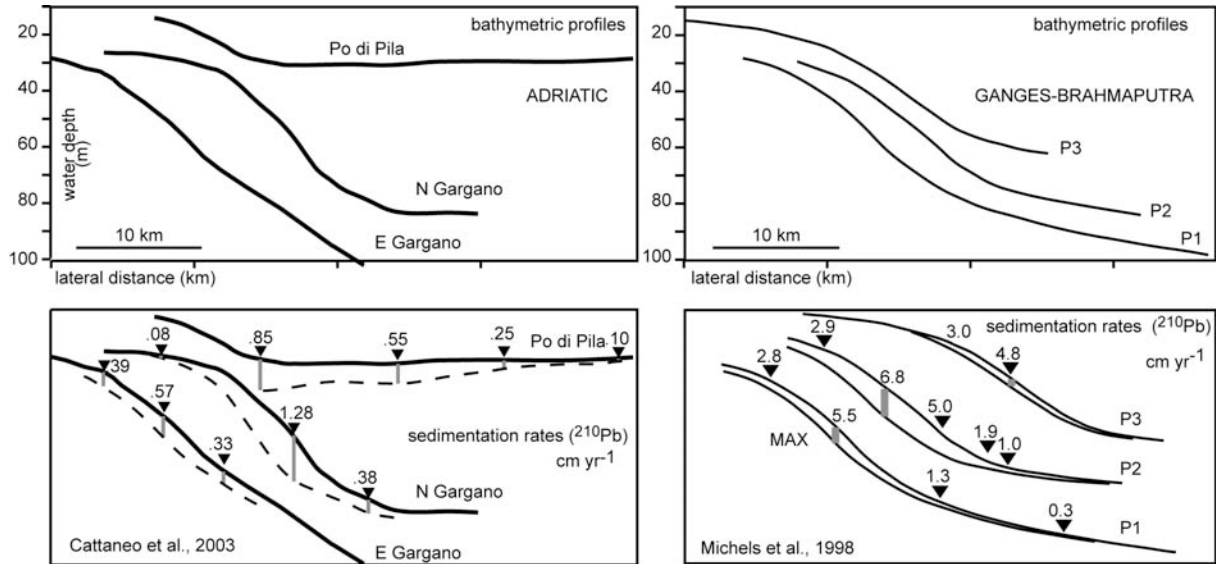 bathymetric profiles
20
Po di Pila
40
ADRIATIC
60
water depth
(m)
80
N Gargano
10 km
E Gargano
100
lateral distance (km)
bathymetric profiles
20
40
GANGES-BRAHMAPUTRA
60
P3
80
P2
10 km
P1
100
lateral distance (km)
.08
.85
.55
.25
.10
Po di Pila
.39
.57
1.28
sedimentation rates (²¹⁰Pb)
cm yr⁻¹
.33
.38
N Gargano
Cattaneo et al., 2003
E Gargano
2.9
3.0
sedimentation rates (²¹⁰Pb)
cm yr⁻¹
2.8
4.8
6.8
5.5
5.0
MAX
1.9
1.0
P3
1.3
P2
0.3
P1
Michels et al., 1998